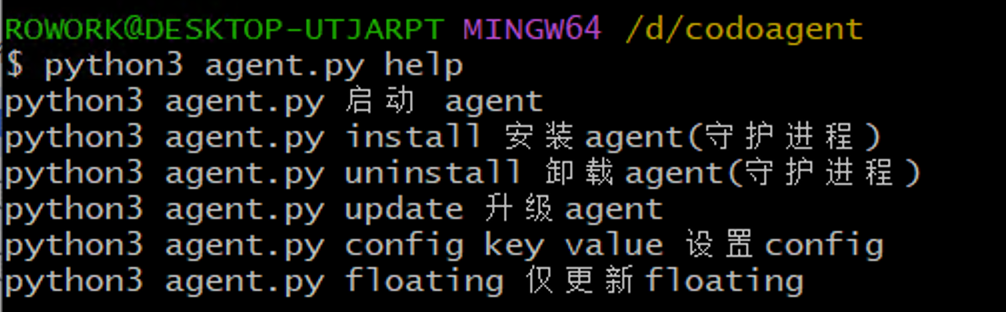 ROWORK@DESKTOP-UTJARPT MINGW64 /d/codoagent
$ python3 agent.py help
python3 agent.py 启动 agent
python3 agent.py install 安装agent(守护进程)
python3 agent.py uninstall 卸载agent(守护进程)
python3 agent.py update 升级agent
python3 agent.py config key value 设置config
python3 agent.py floating 仅更新floating